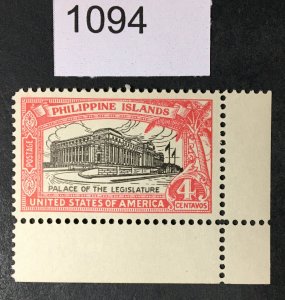 1094
PHILIPPINE ISLANDS
POSTAGE
PALACE OF THE LEGISLATURE
4
CENTAVOS
UNITED STATES OF AMERICA